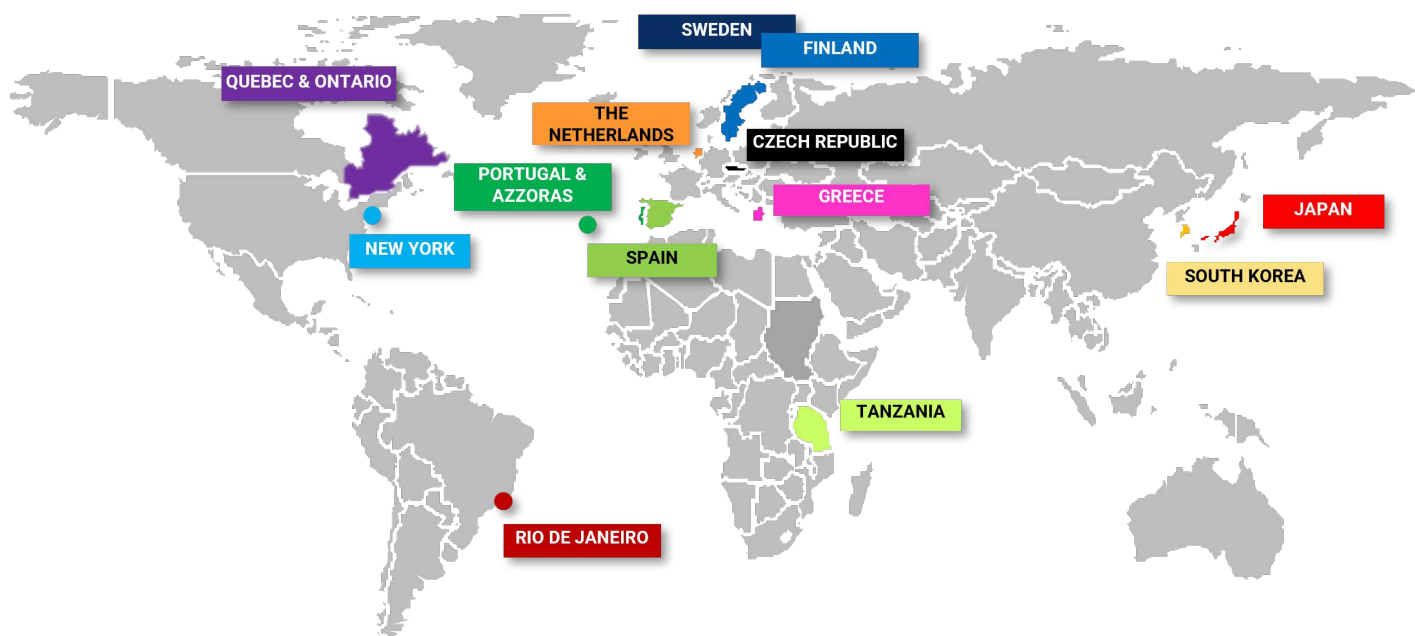 SWEDEN
FINLAND
QUEBEC & ONTARIO
THE
NETHERLANDS
CZECH REPUBLIC
PORTUGAL &
AZZORAS
GREECE
JAPAN
NEW YORK
SPAIN
SOUTH KOREA
TANZANIA
RIO DE JANEIRO